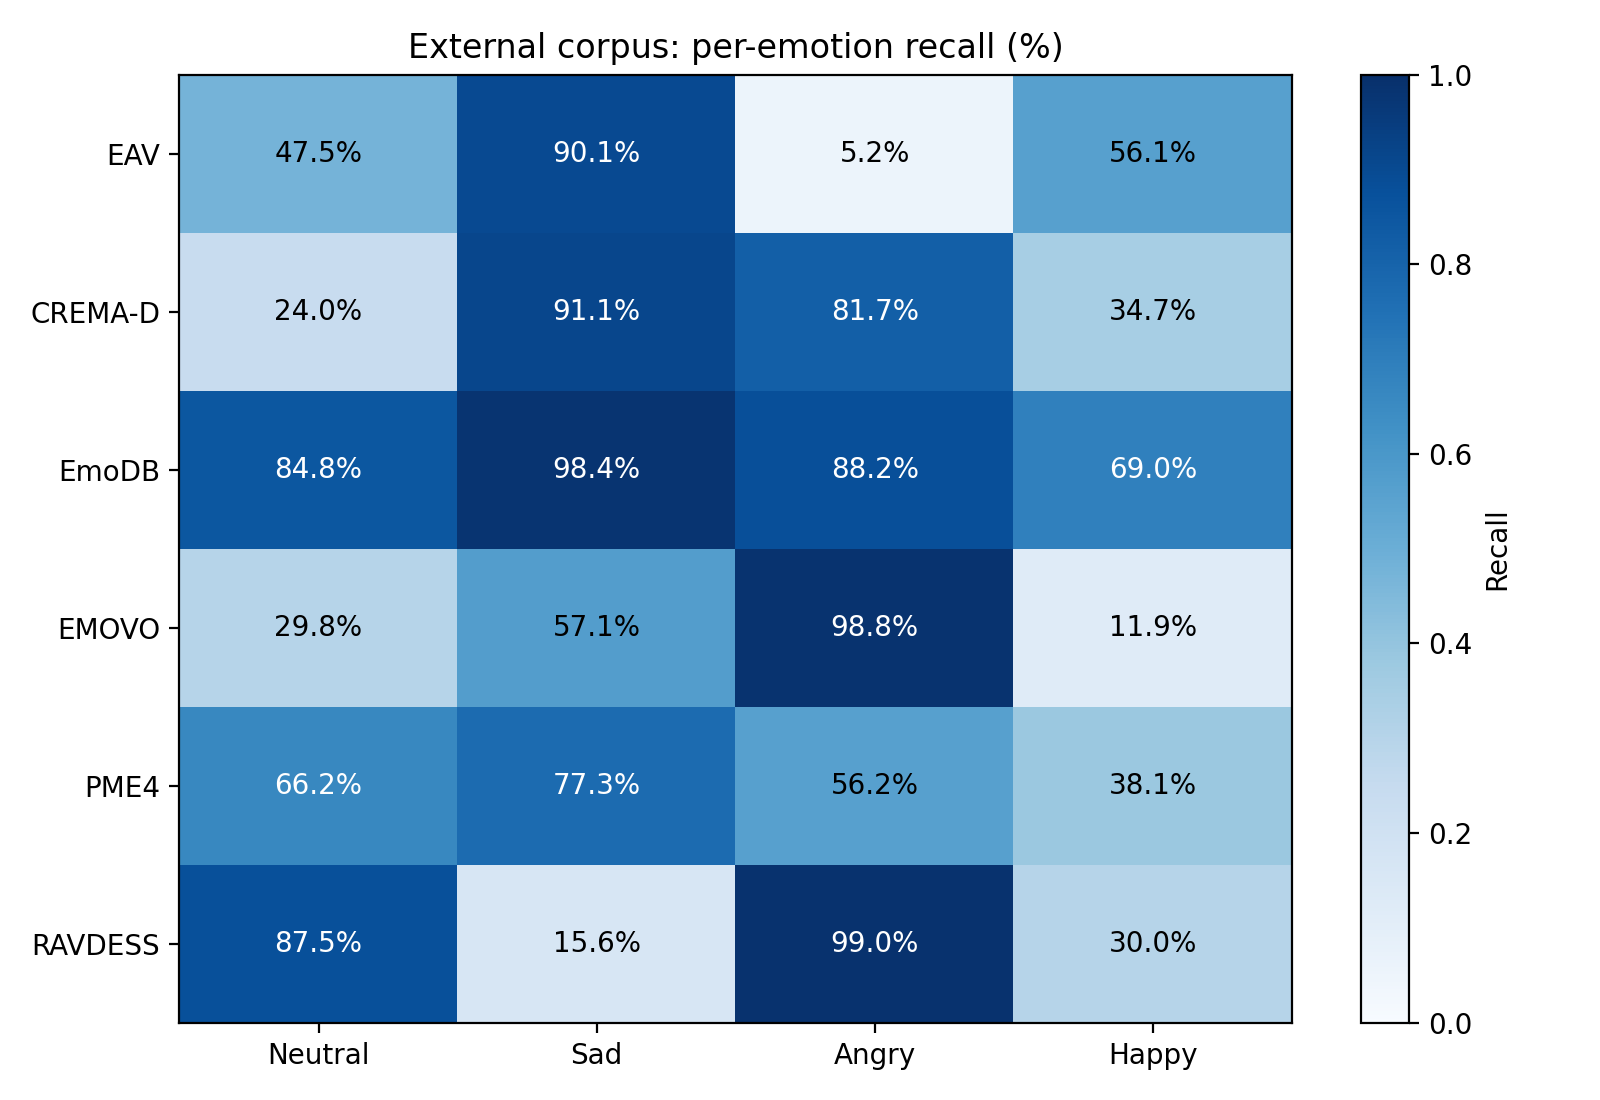 External corpus: per-emotion recall (%)
EAV 47.5% 90.1% 5.2% 56.1%
CREMA-D 24.0% 91.1% 81.7% 34.7%
EmoDB 84.8% 98.4% 88.2% 69.0%
EMOVO 29.8% 57.1% 98.8% 11.9%
PME4 66.2% 77.3% 56.2% 38.1%
RAVDESS 87.5% 15.6% 99.0% 30.0%
Neutral Sad Angry Happy
1.0
0.8
0.6
0.4
0.2
0.0
Recall